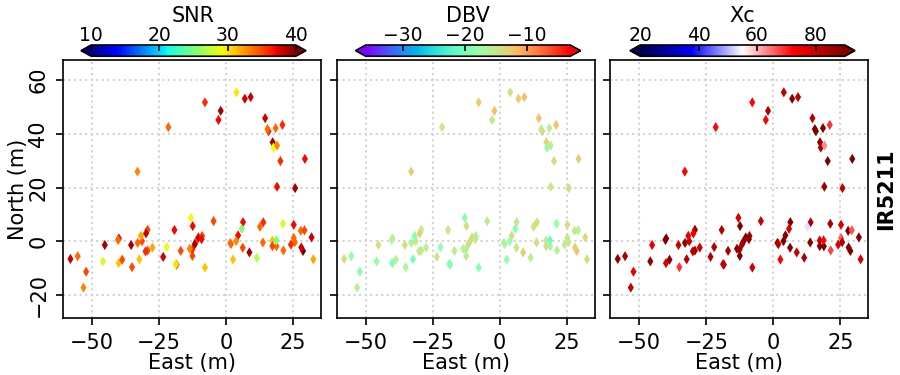 SNR DBV Xc
10 20 30 40 −30 −20 −10 20 40 60 80
60
40
20
0
−20
North (m)
−50 −25 0 25 −50 −25 0 25 −50 −25 0 25
East (m) East (m) East (m)
IR5211